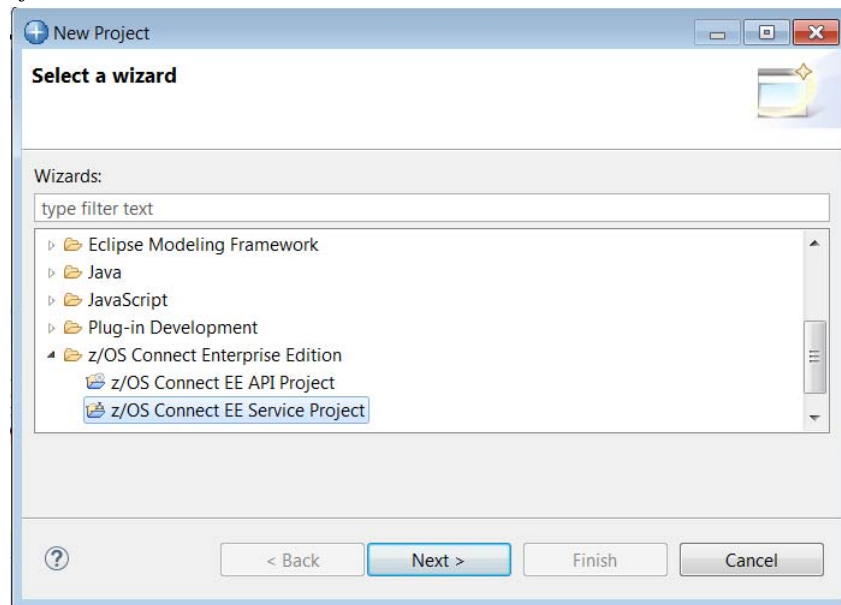 New Project
Select a wizard
Wizards:
type filter text
Eclipse Modeling Framework
Java
JavaScript
Plug-in Development
z/OS Connect Enterprise Edition
z/OS Connect EE API Project
z/OS Connect EE Service Project
? < Back Next > Finish Cancel